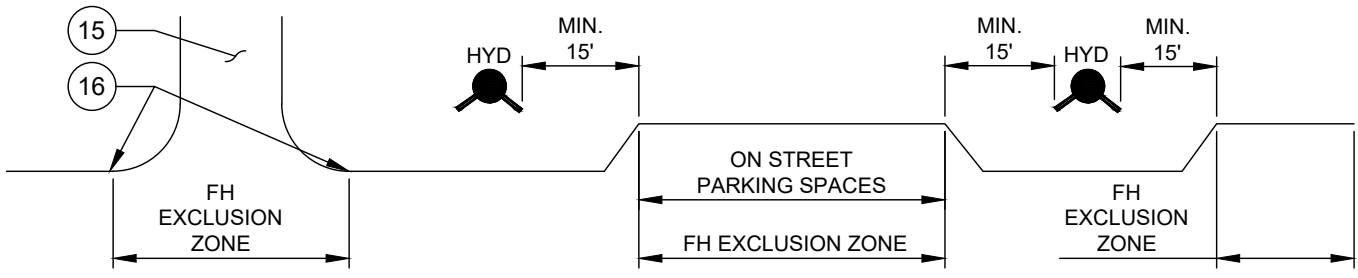 15
16
HYD
MIN.
15'
MIN.
15'
HYD
MIN.
15'
FH
EXCLUSION
ZONE
ON STREET
PARKING SPACES
FH EXCLUSION ZONE
FH
EXCLUSION
ZONE